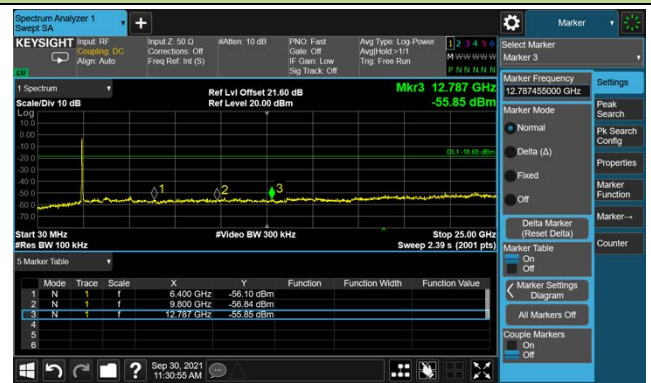 Spectrum Analyzer 1
Swept SA
+
Marker
KEYSIGHT
Input: RF
Coupling: DC
Align: Auto
Input Z: 50 Ω
Corrections: Off
Freq Ref: Int (S)
#Atten: 10 dB
PNO: Fast
Gate: Off
IF Gain: Low
Sig Track: Off
Avg Type: Log-Power
Avg|Hold:>1/1
Trig: Free Run
1 2 3 4 5 6
M W W W W W
P N N N N N
LXI
Select Marker
Marker 3
1 Spectrum
Scale/Div 10 dB
Ref Lvl Offset 21.60 dB
Ref Level 20.00 dBm
Mkr3 12.787 GHz
-55.85 dBm
Log
10.0
0.00
-10.0
-20.0
-30.0
-40.0
-50.0
-60.0
-70.0
1
2
3
Start 30 MHz
#Res BW 100 kHz
#Video BW 300 kHz
Stop 25.00 GHz
Sweep 2.39 s (2001 pts)
5 Marker Table
Mode Trace Scale X Y Function Function Width Function Value
1 N 1 f 6.400 GHz -56.10 dBm
2 N 1 f 9.800 GHz -56.84 dBm
3 N 1 f 12.787 GHz -55.85 dBm
4
5
6
Marker Frequency
12.787455000 GHz
Marker Mode
Normal
Delta (Δ)
Fixed
Off
Delta Marker
(Reset Delta)
Marker Table
On
Off
Marker Settings
Diagram
All Markers Off
Couple Markers
On
Off
Settings
Peak
Search
Pk Search
Config
Properties
Marker
Function
Marker→
Counter
?
Sep 30, 2021
11:30:55 AM